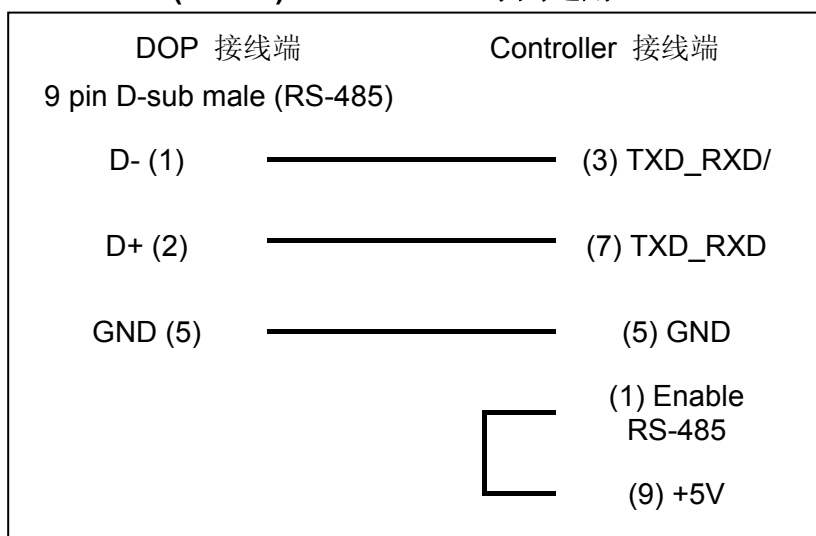 DOP 接线端 Controller 接线端
9 pin D-sub male (RS-485)
D- (1) (3) TXD_RXD/
D+ (2) (7) TXD_RXD
GND (5) (5) GND
(1) Enable
RS-485
(9) +5V